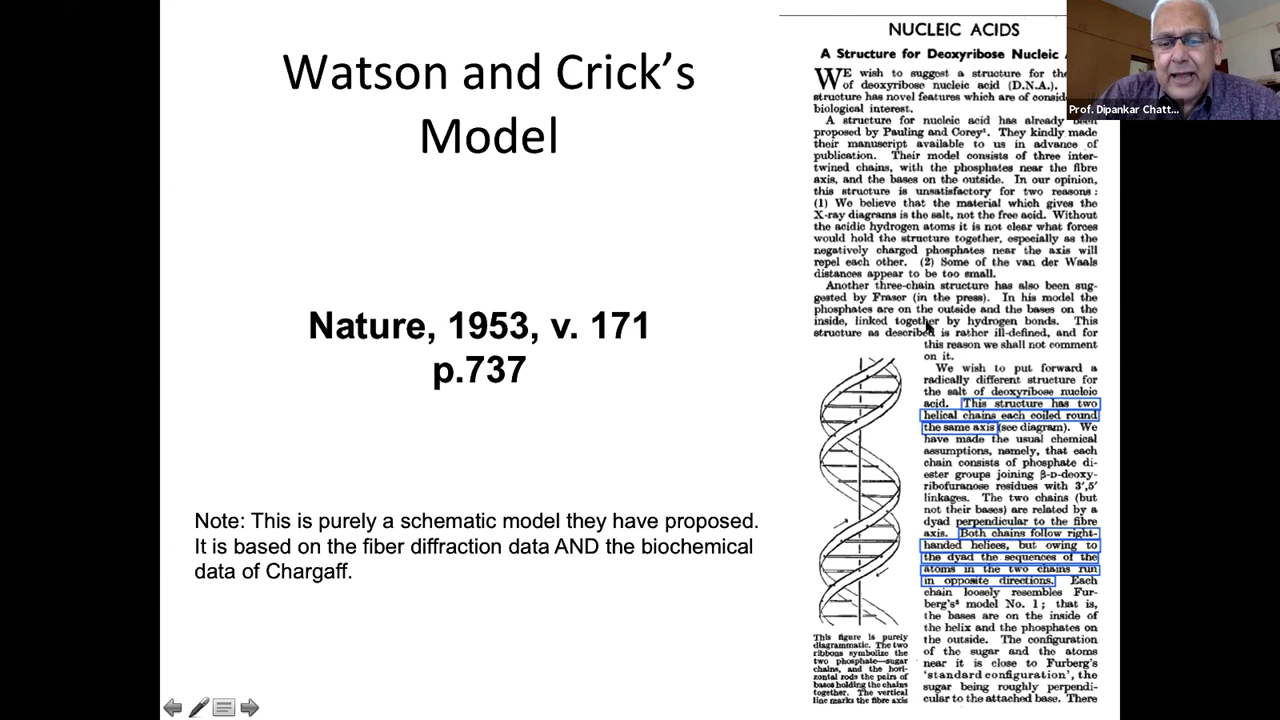 Watson and Crick's
Model
Nature, 1953, v. 171
p.737
Note: This is purely a schematic model they have proposed.
It is based on the fiber diffraction data AND the biochemical
data of Chargaff.
NUCLEIC ACIDS
A Structure for Deoxyribose Nucleic
WE wish to suggest a structure for the
of deoxyribose nucleic acid (D.N.A.).
structure has novel features which are of consid
biological interest.
A structure for nucleic acid has already been
proposed by Pauling and Corey¹. They kindly made
their manuscript available to us in advance of
publication. Their model consists of three inter-
twined chains, with the phosphates near the fibre
axis, and the bases on the outside. In our opinion,
this structure is unsatisfactory for two reasons :
(1) We believe that the material which gives the
X-ray diagrams is the salt, not the free acid. Without
the acidic hydrogen atoms it is not clear what forces
would hold the structure together, especially as the
negatively charged phosphates near the axis will
repel each other. (2) Some of the van der Waals
distances appear to be too small.
Another three-chain structure has also been sug-
gested by Fraser (in the press). In his model the
phosphates are on the outside and the bases on the
inside, linked together by hydrogen bonds. This
structure as described is rather ill-defined, and for
this reason we shall not comment
on it.
We wish to put forward a
radically different structure for
the salt of deoxyribose nucleic
acid. This structure has two
helical chains each coiled round
the same axis (see diagram). We
have made the usual chemical
assumptions, namely, that each
chain consists of phosphate di-
ester groups joining β-D-deoxy-
ribofuranose residues with 3',5'
linkages. The two chains (but
not their bases) are related by a
dyad perpendicular to the fibre
axis. Both chains follow right-
handed helices, but owing to
the dyad the sequences of the
atoms in the two chains run
in opposite directions. Each
chain loosely resembles Fur-
berg's² model No. 1 ; that is,
the bases are on the inside of
the helix and the phosphates on
the outside. The configuration
of the sugar and the atoms
near it is close to Furberg's
'standard configuration', the
sugar being roughly perpendi-
cular to the attached base. There
This figure is purely
diagrammatic. The two
ribbons symbolize the
two phosphate—sugar
chains, and the hori-
zontal rods the pairs of
bases holding the chains
together. The vertical
line marks the fibre axis
Prof. Dipankar Chatt...